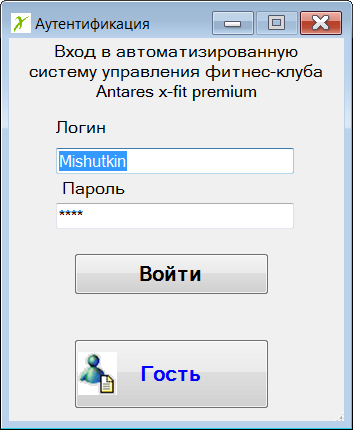 Аутентификация
Вход в автоматизированную
систему управления фитнес-клуба
Antares x-fit premium
Логин
Mishutkin
Пароль
****
Войти
Гость